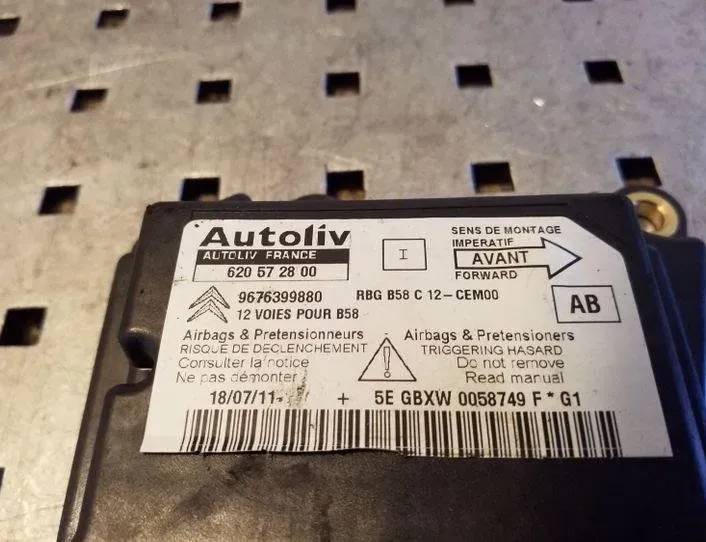 Autoliv
AUTOLIV FRANCE
620 57 28 00
I
SENS DE MONTAGE
IMPERATIF
AVANT
FORWARD
9676399880 RBG B58 C 12-CEM00
12 VOIES POUR B58
AB
Airbags & Pretensionneurs
RISQUE DE DECLENCHEMENT
Consulter la notice
Ne pas démonter
Airbags & Pretensioners
TRIGGERING HASARD
Do not remove
Read manual
18/07/11- + 5E GBXW 0058749 F * G1